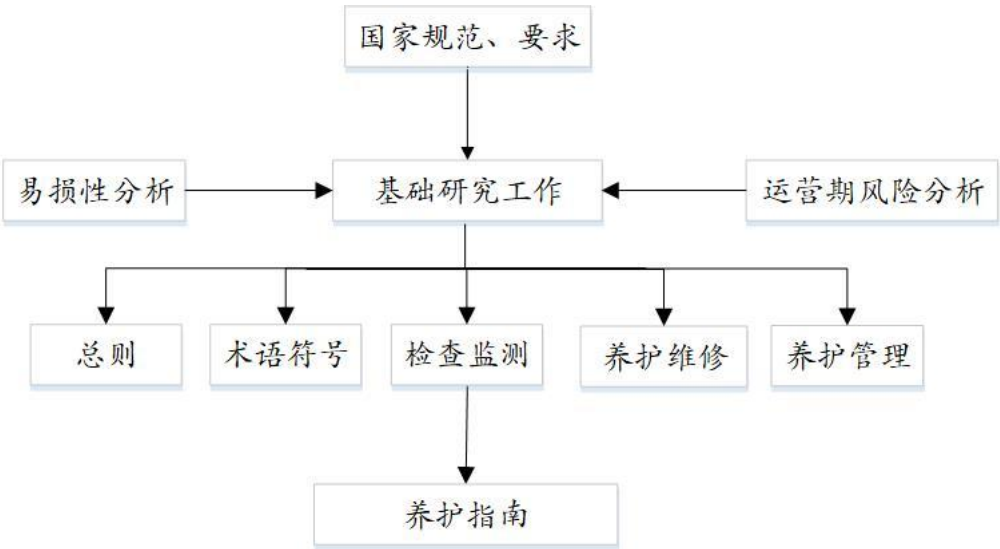 国家规范、要求
易损性分析
基础研究工作
运营期风险分析
总则
术语符号
检查监测
养护维修
养护管理
养护指南